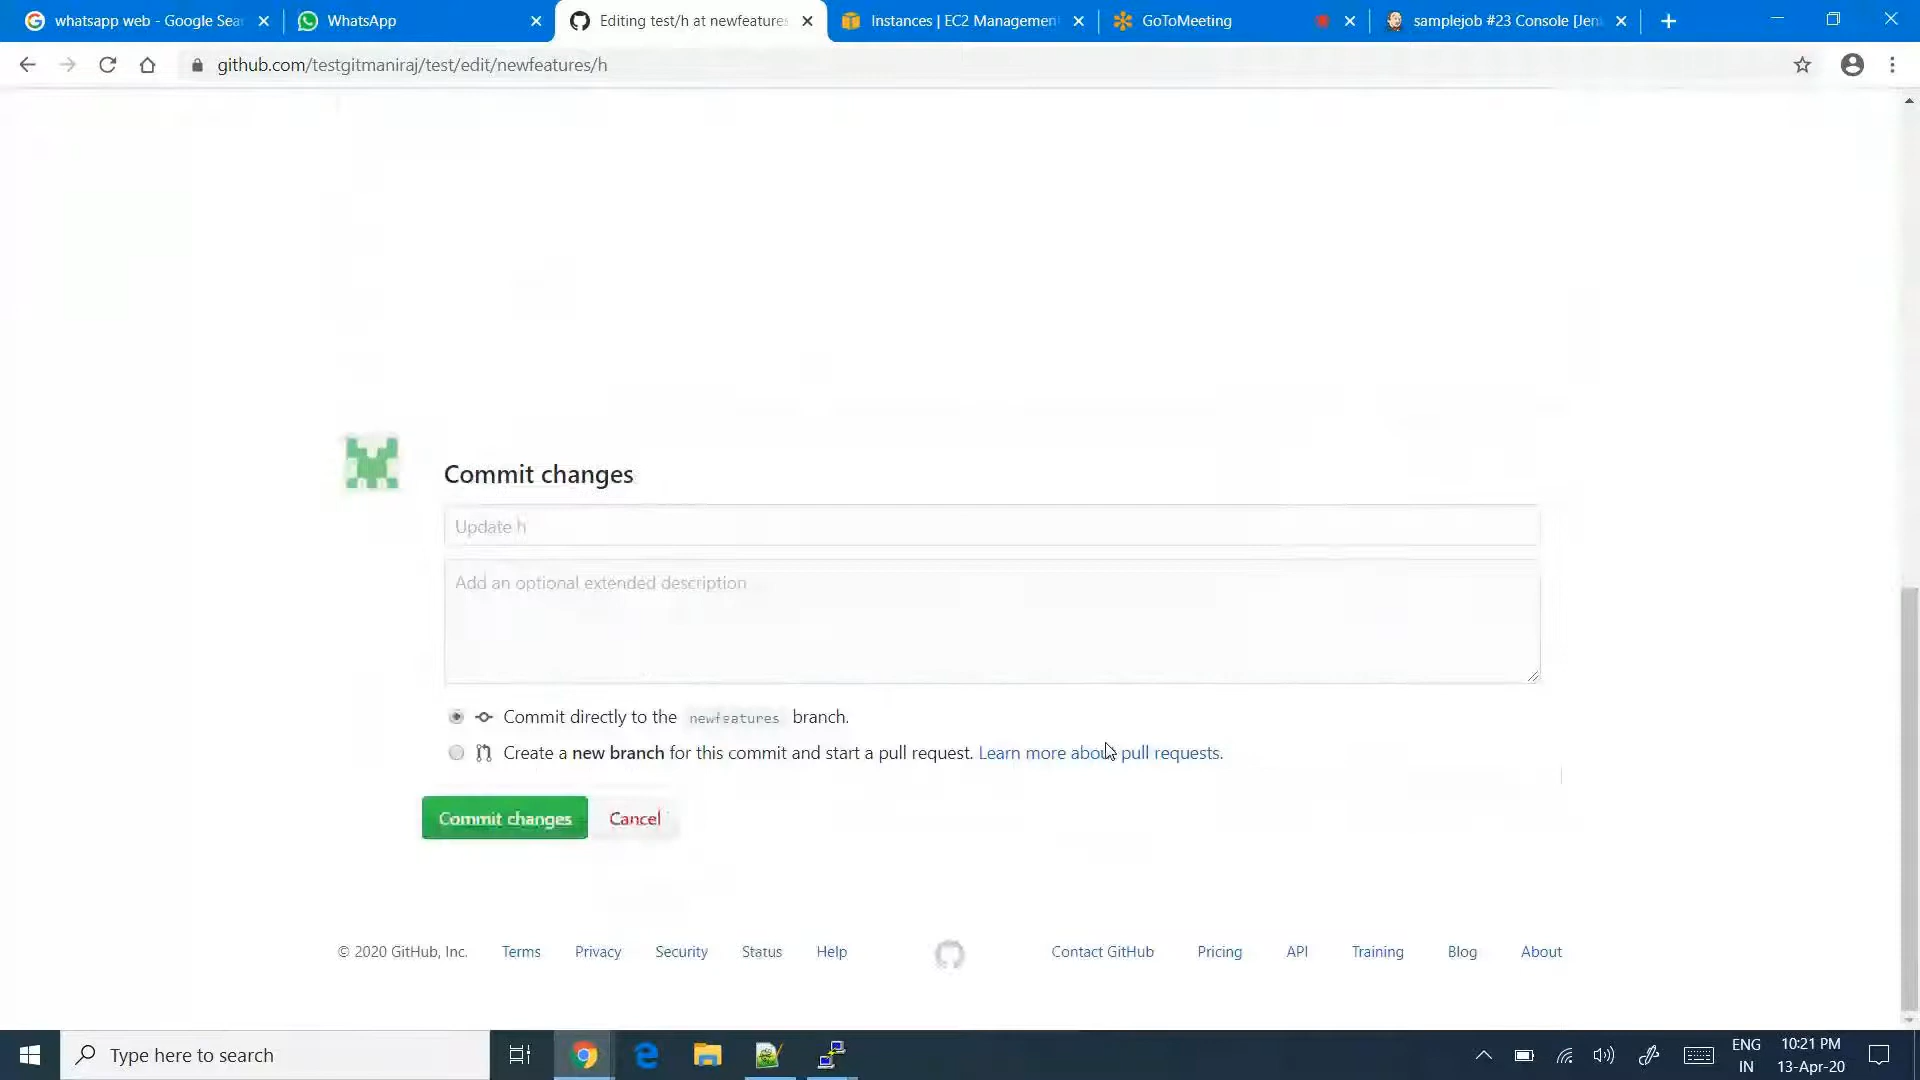 whatsapp web - Google Sea
WhatsApp
Editing test/h at newfeatures
Instances | EC2 Management
GoToMeeting
samplejob #23 Console [Jen
github.com/testgitmaniraj/test/edit/newfeatures/h
Commit changes
Update h
Add an optional extended description
Commit directly to the newfeatures branch.
Create a new branch for this commit and start a pull request. Learn more about pull requests.
Commit changes
Cancel
© 2020 GitHub, Inc.
Terms
Privacy
Security
Status
Help
Contact GitHub
Pricing
API
Training
Blog
About
Type here to search
ENG
IN
10:21 PM
13-Apr-20